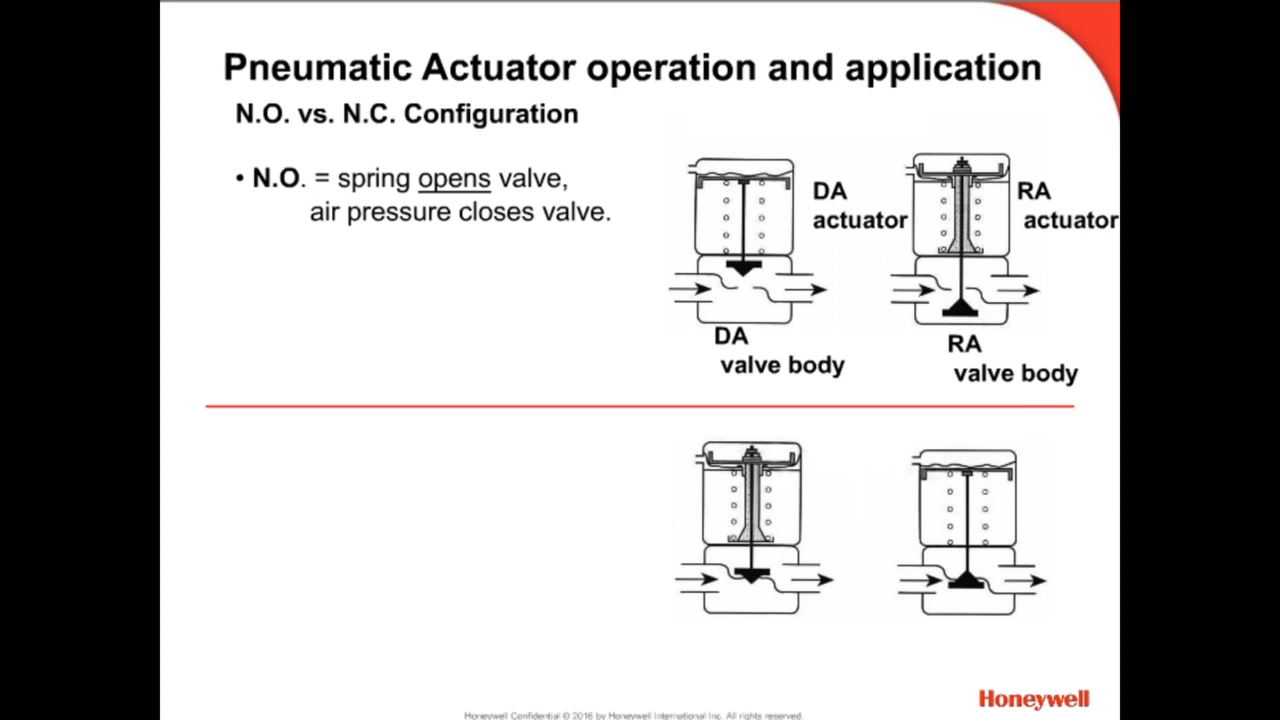 Pneumatic Actuator operation and application
N.O. vs. N.C. Configuration
• N.O. = spring opens valve,
air pressure closes valve.
DA
actuator
RA
actuator
DA
valve body
RA
valve body
Honeywell
Honeywell Confidential © 2016 by Honeywell International Inc. All rights reserved.